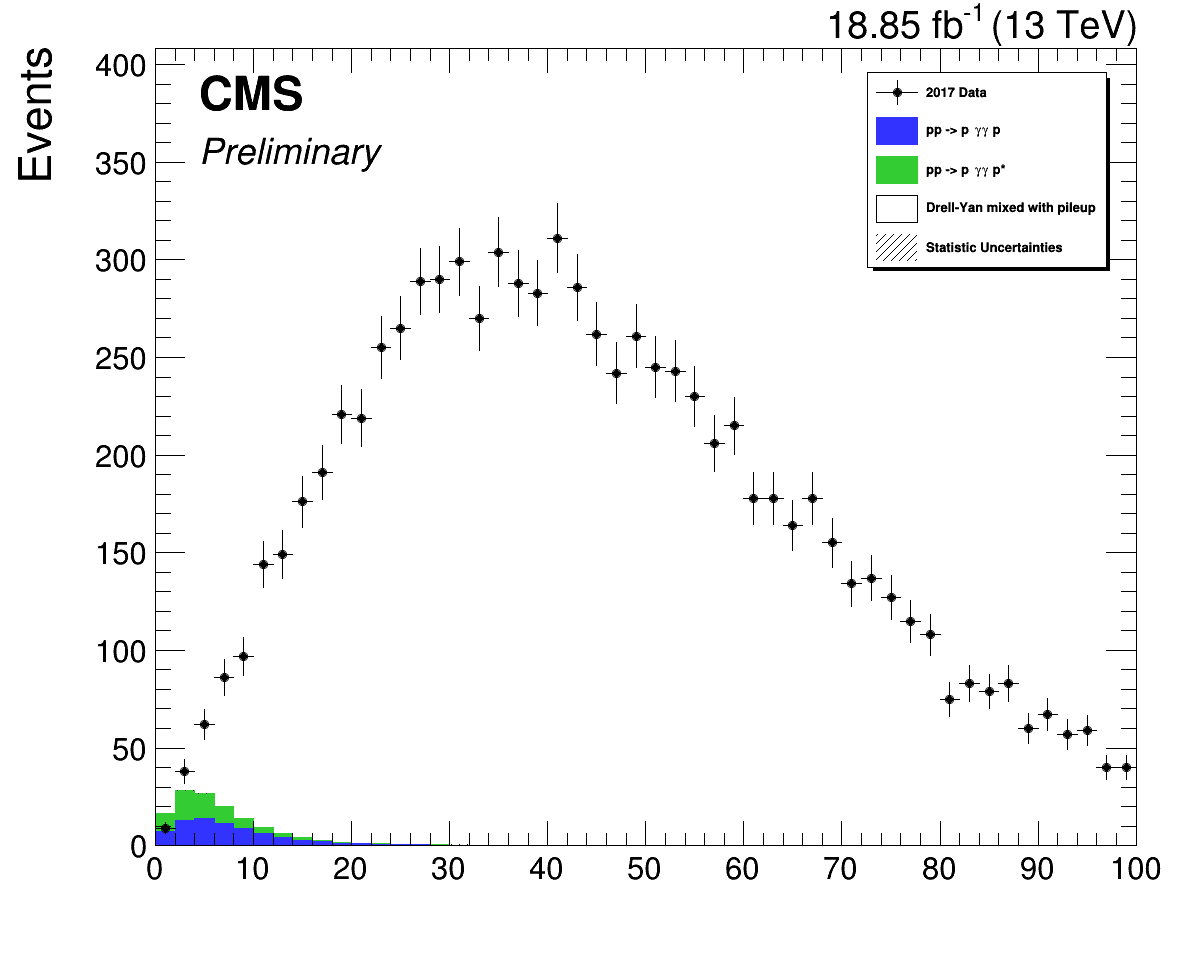 18.85 fb⁻¹ (13 TeV)
Events
CMS
Preliminary
2017 Data
pp -> p γγ p
pp -> p γγ p*
Drell-Yan mixed with pileup
Statistic Uncertainties
400
350
300
250
200
150
100
50
0
0 10 20 30 40 50 60 70 80 90 100